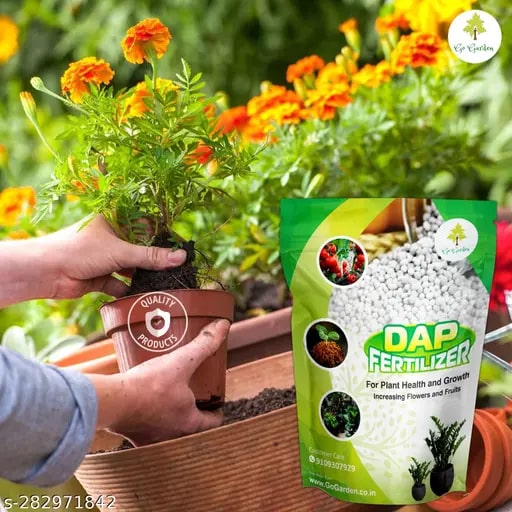 Go Garden
Go Garden
QUALITY
PRODUCTS
DAP
FERTILIZER
For Plant Health and Growth
Increasing Flowers and Fruits
Customer Care
9109307929
www.GoGarden.co.in
s-282971842